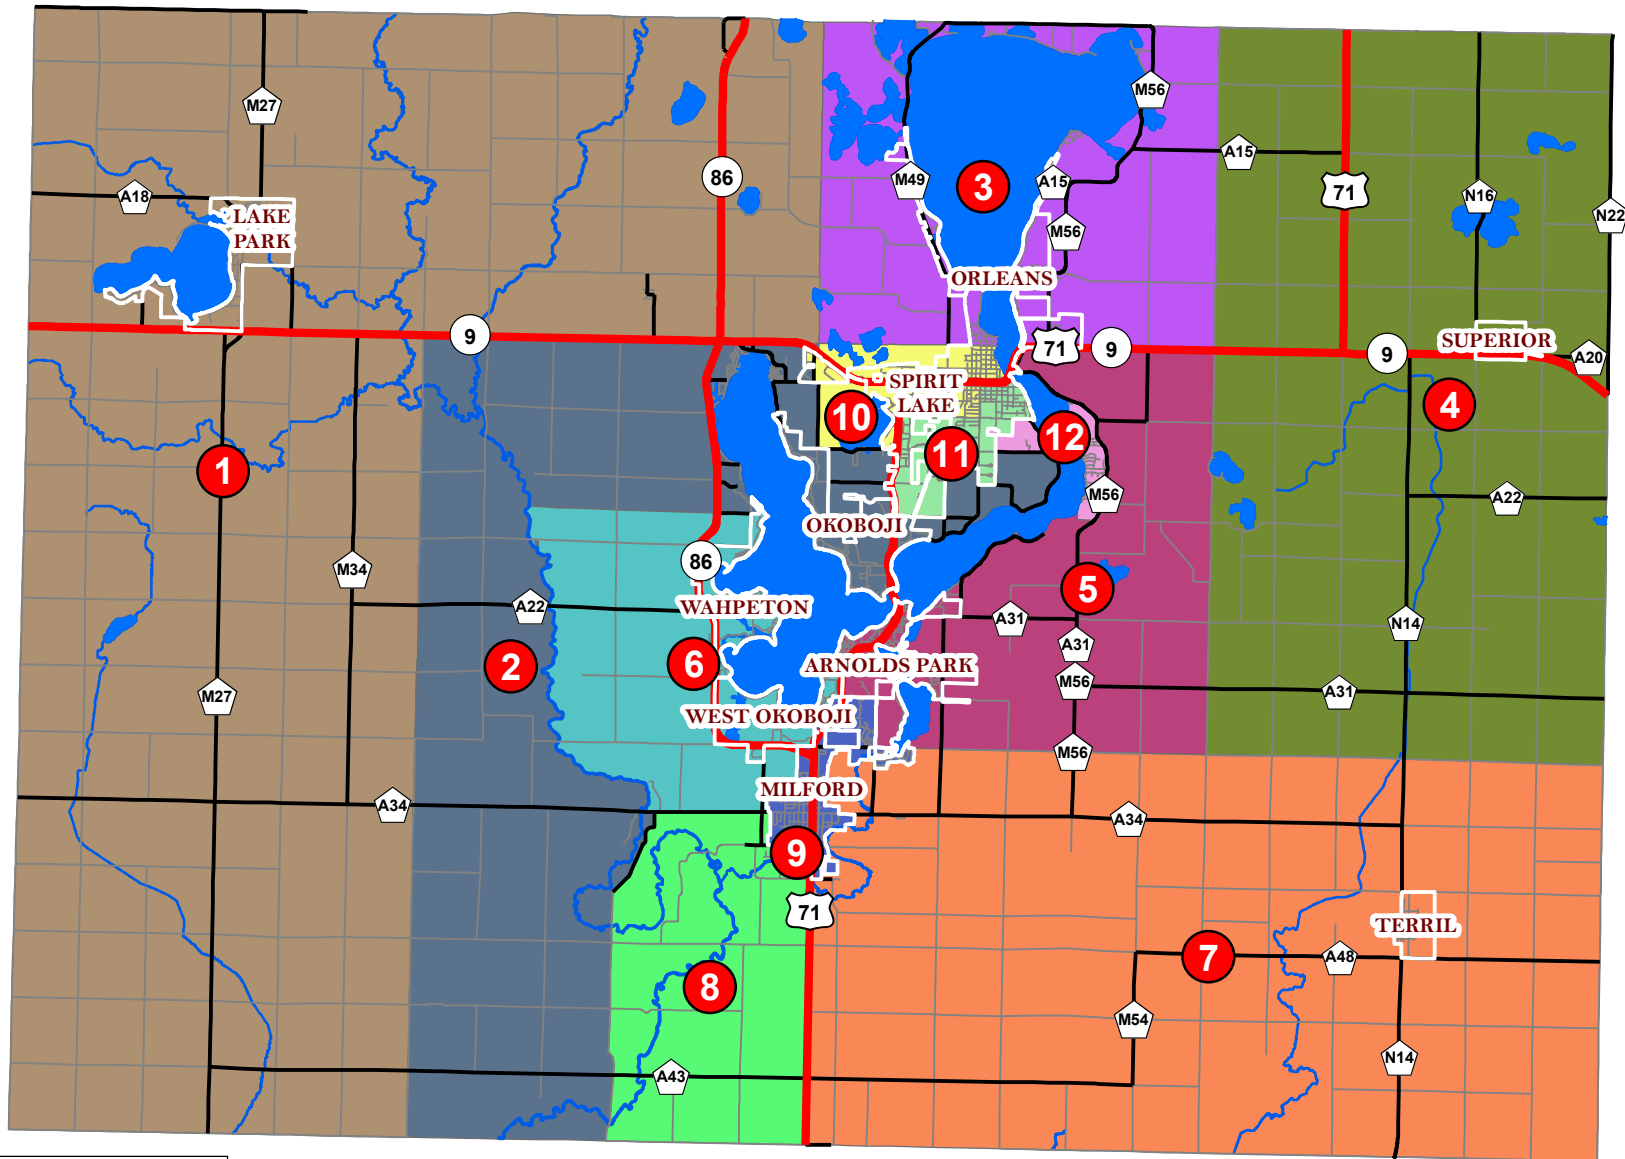 M27
M56
A15
86
M49
3
A15
71
N16
A18
N22
LAKE
PARK
M56
ORLEANS
9
71
9
9
SUPERIOR
A20
SPIRIT
LAKE
10
4
12
11
1
M56
A22
OKOBOJI
86
M34
5
A22
WAHPETON
A31
N14
A31
2
6
ARNOLDS PARK
M56
A31
M27
WEST OKOBOJI
M56
MILFORD
A34
A34
9
71
TERRIL
7
A48
8
M54
N14
A43